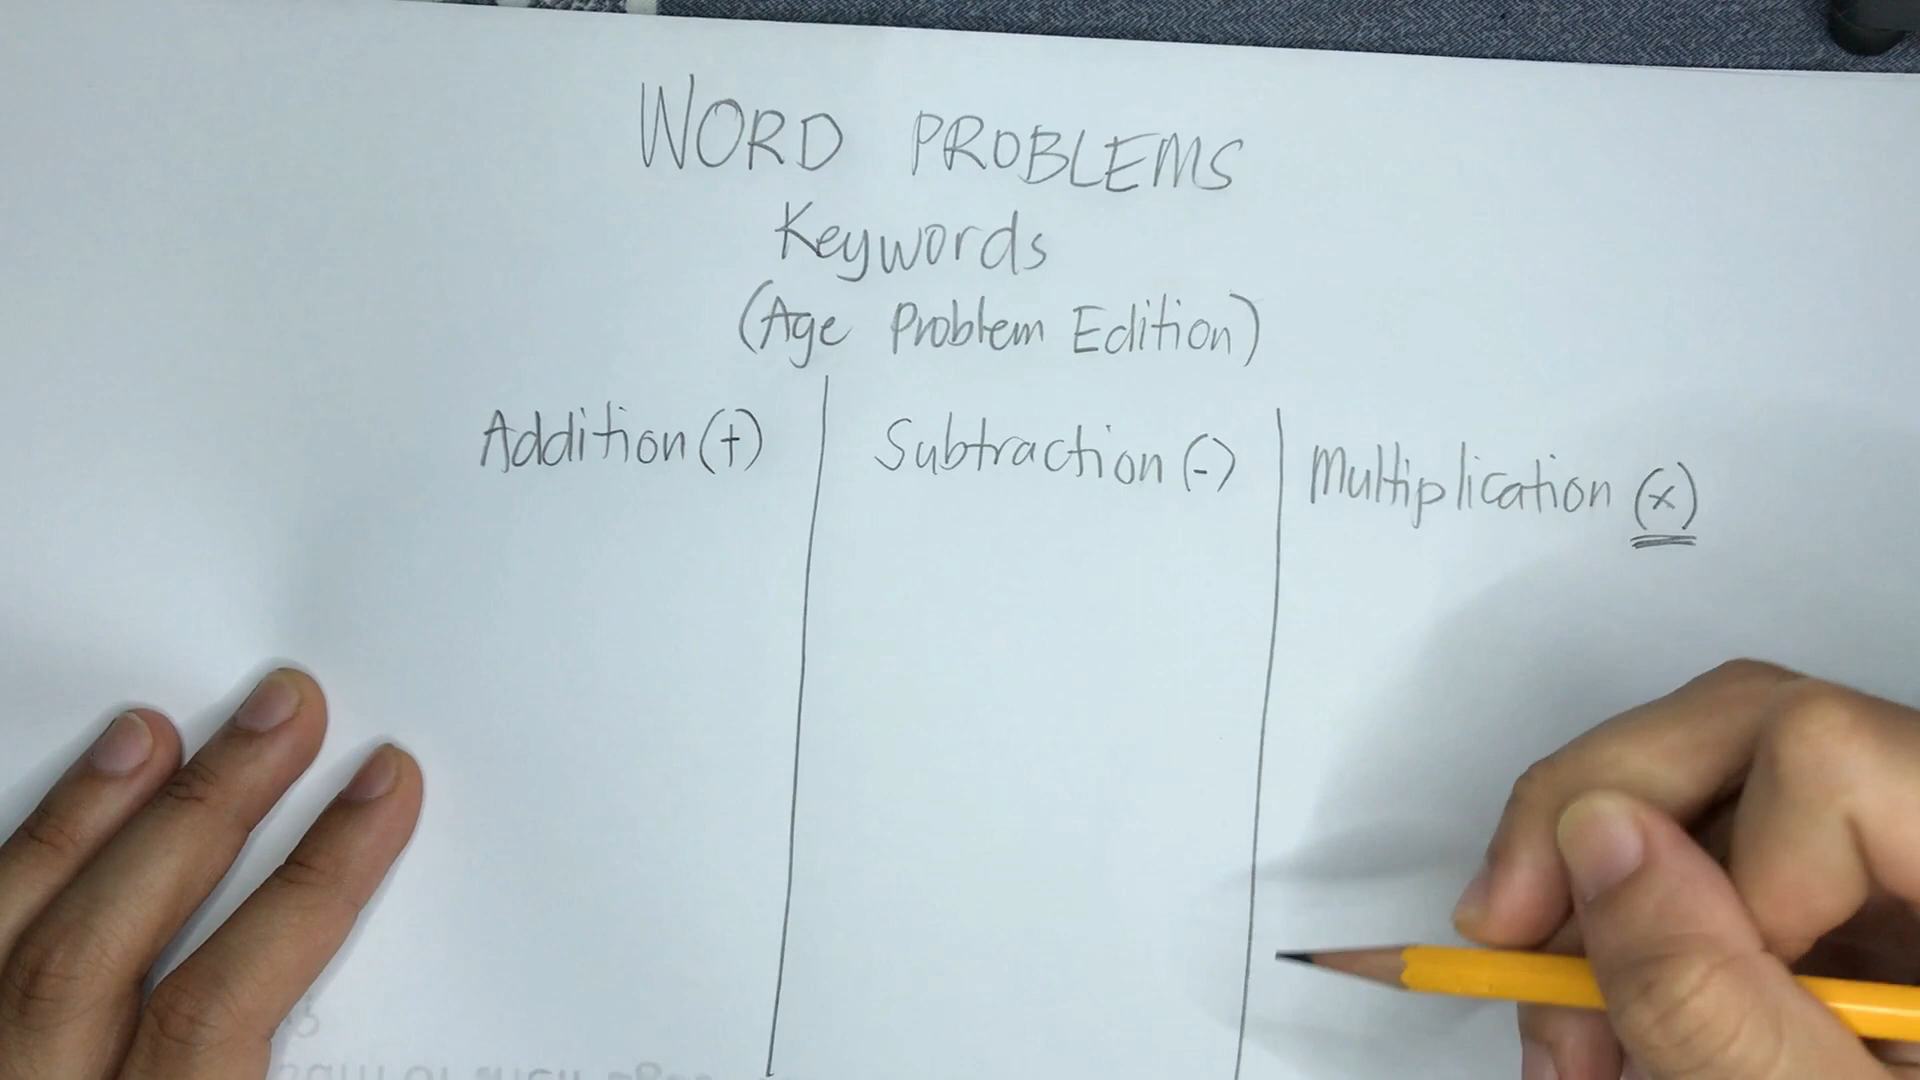 WORD PROBLEMS
Keywords
(Age Problem Edition)
Addition (+)
Subtraction (-)
Multiplication (x)